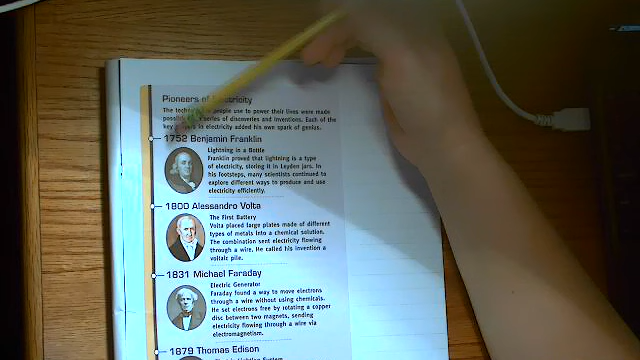 Pioneers of Electricity
The people use to power their lives were made
series of discoveries and inventions. Each of the
key in electricity added his own spark of genius.
1752 Benjamin Franklin
Lightning in a Bottle
Franklin proved that lightning is a type
of electricity, storing it in Leyden jars. In
his footsteps, many scientists continued to
explore different ways to produce and use
electricity efficiently.
1800 Alessandro Volta
The First Battery
Volta placed large plates made of different
types of metals into a chemical solution.
The combination sent electricity flowing
through a wire. He called his invention a
voltaic pile.
1831 Michael Faraday
Electric Generator
Faraday found a way to move electrons
through a wire without using chemicals.
He set electrons free by rotating a copper
disc between two magnets, sending
electricity flowing through a wire via
electromagnetism.
1879 Thomas Edison